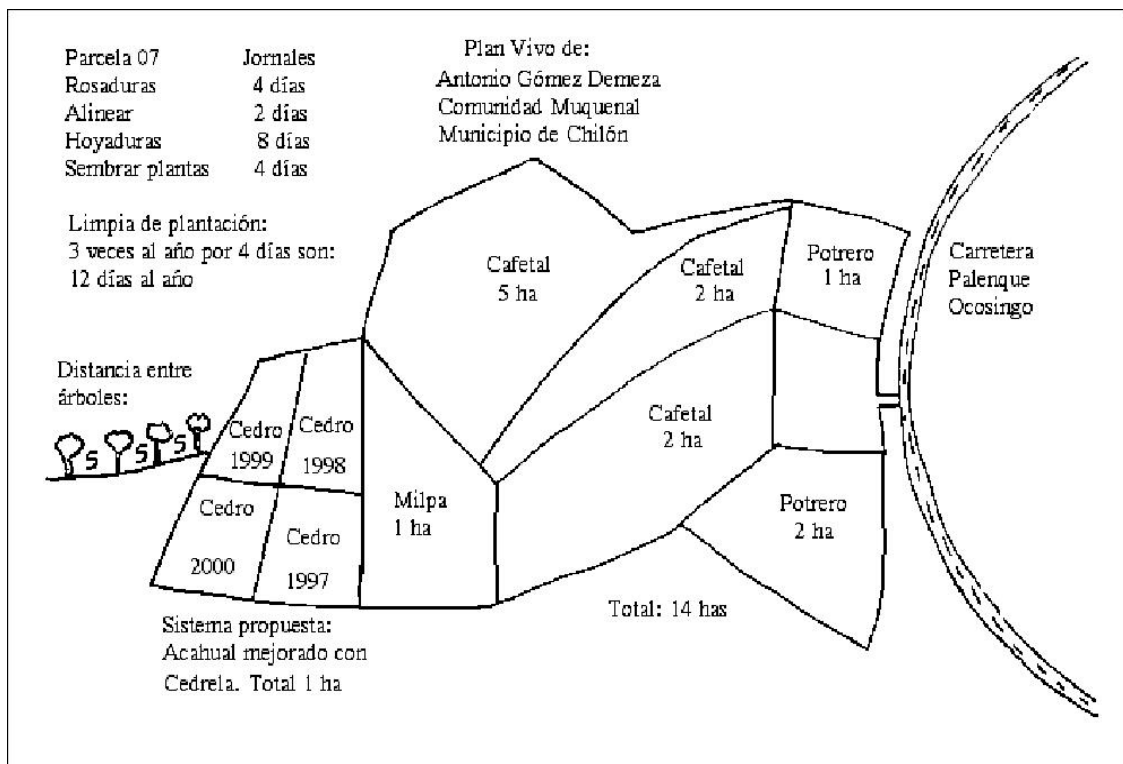 Parcela 07 Jornales
Rosaduras 4 días
Alinear 2 días
Hoyaduras 8 días
Sembrar plantas 4 días
Limpia de plantación:
3 veces al año por 4 días son:
12 días al año
Plan Vivo de:
Antonio Gómez Demeza
Comunidad Muquenal
Municipio de Chilón
Cafetal
5 ha
Cafetal
2 ha
Potrero
1 ha
Carretera
Palenque
Ocosingo
Distancia entre
árboles:
5 5 5
Cedro
1999
Cedro
1998
Cedro
2000
Cedro
1997
Milpa
1 ha
Cafetal
2 ha
Potrero
2 ha
Total: 14 has
Sistema propuesta:
Acahual mejorado con
Cedrela. Total 1 ha